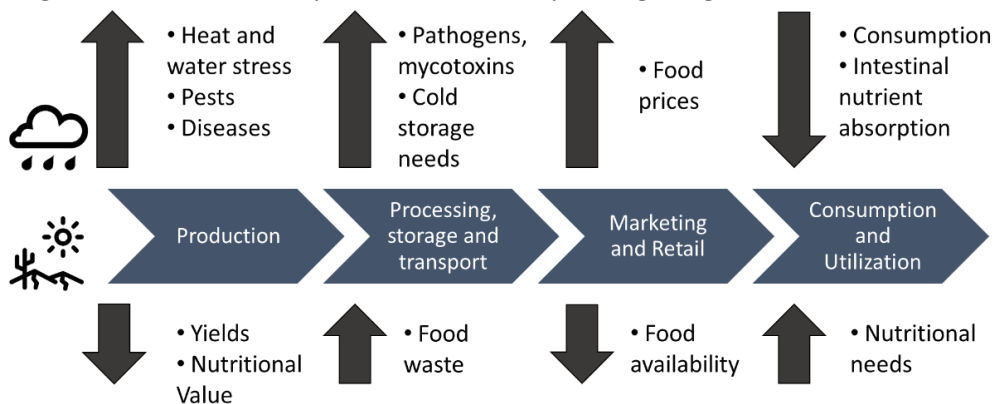 • Heat and
water stress
• Pests
• Diseases
• Pathogens,
mycotoxins
• Cold
storage
needs
• Food
prices
• Consumption
• Intestinal
nutrient
absorption
Production
Processing,
storage and
transport
Marketing
and Retail
Consumption
and
Utilization
• Yields
• Nutritional
Value
• Food
waste
• Food
availability
• Nutritional
needs